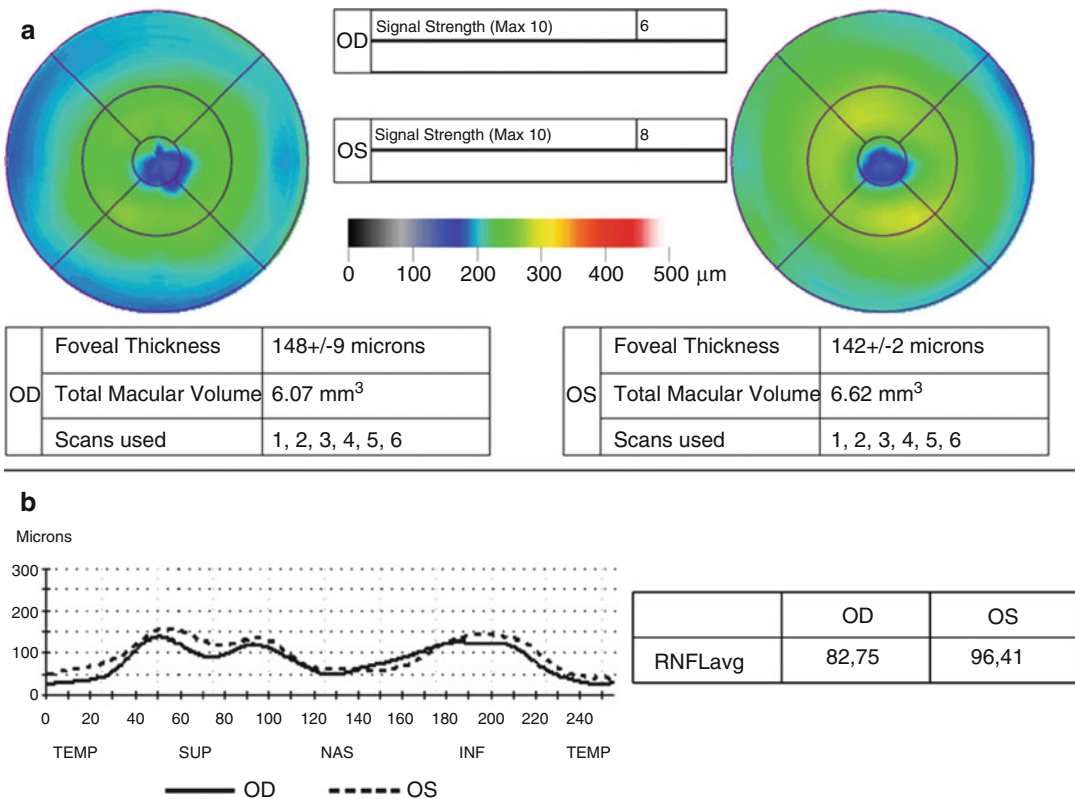 a
OD
Signal Strength (Max 10) 6
OS
Signal Strength (Max 10) 8
0 100 200 300 400 500 μm
OD
Foveal Thickness 148+/-9 microns
Total Macular Volume 6.07 mm³
Scans used 1, 2, 3, 4, 5, 6
OS
Foveal Thickness 142+/-2 microns
Total Macular Volume 6.62 mm³
Scans used 1, 2, 3, 4, 5, 6
b
Microns
300
200
100
0
0 20 40 60 80 100 120 140 160 180 200 220 240
TEMP SUP NAS INF TEMP
OD OS
OD OS
RNFLavg 82,75 96,41